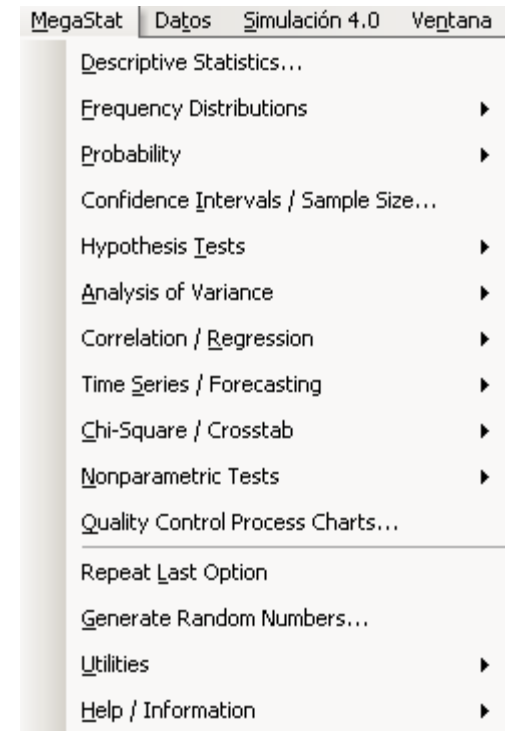 MegaStat Datos Simulación 4.0 Ventana
Descriptive Statistics...
Frequency Distributions
Probability
Confidence Intervals / Sample Size...
Hypothesis Tests
Analysis of Variance
Correlation / Regression
Time Series / Forecasting
Chi-Square / Crosstab
Nonparametric Tests
Quality Control Process Charts...
Repeat Last Option
Generate Random Numbers...
Utilities
Help / Information